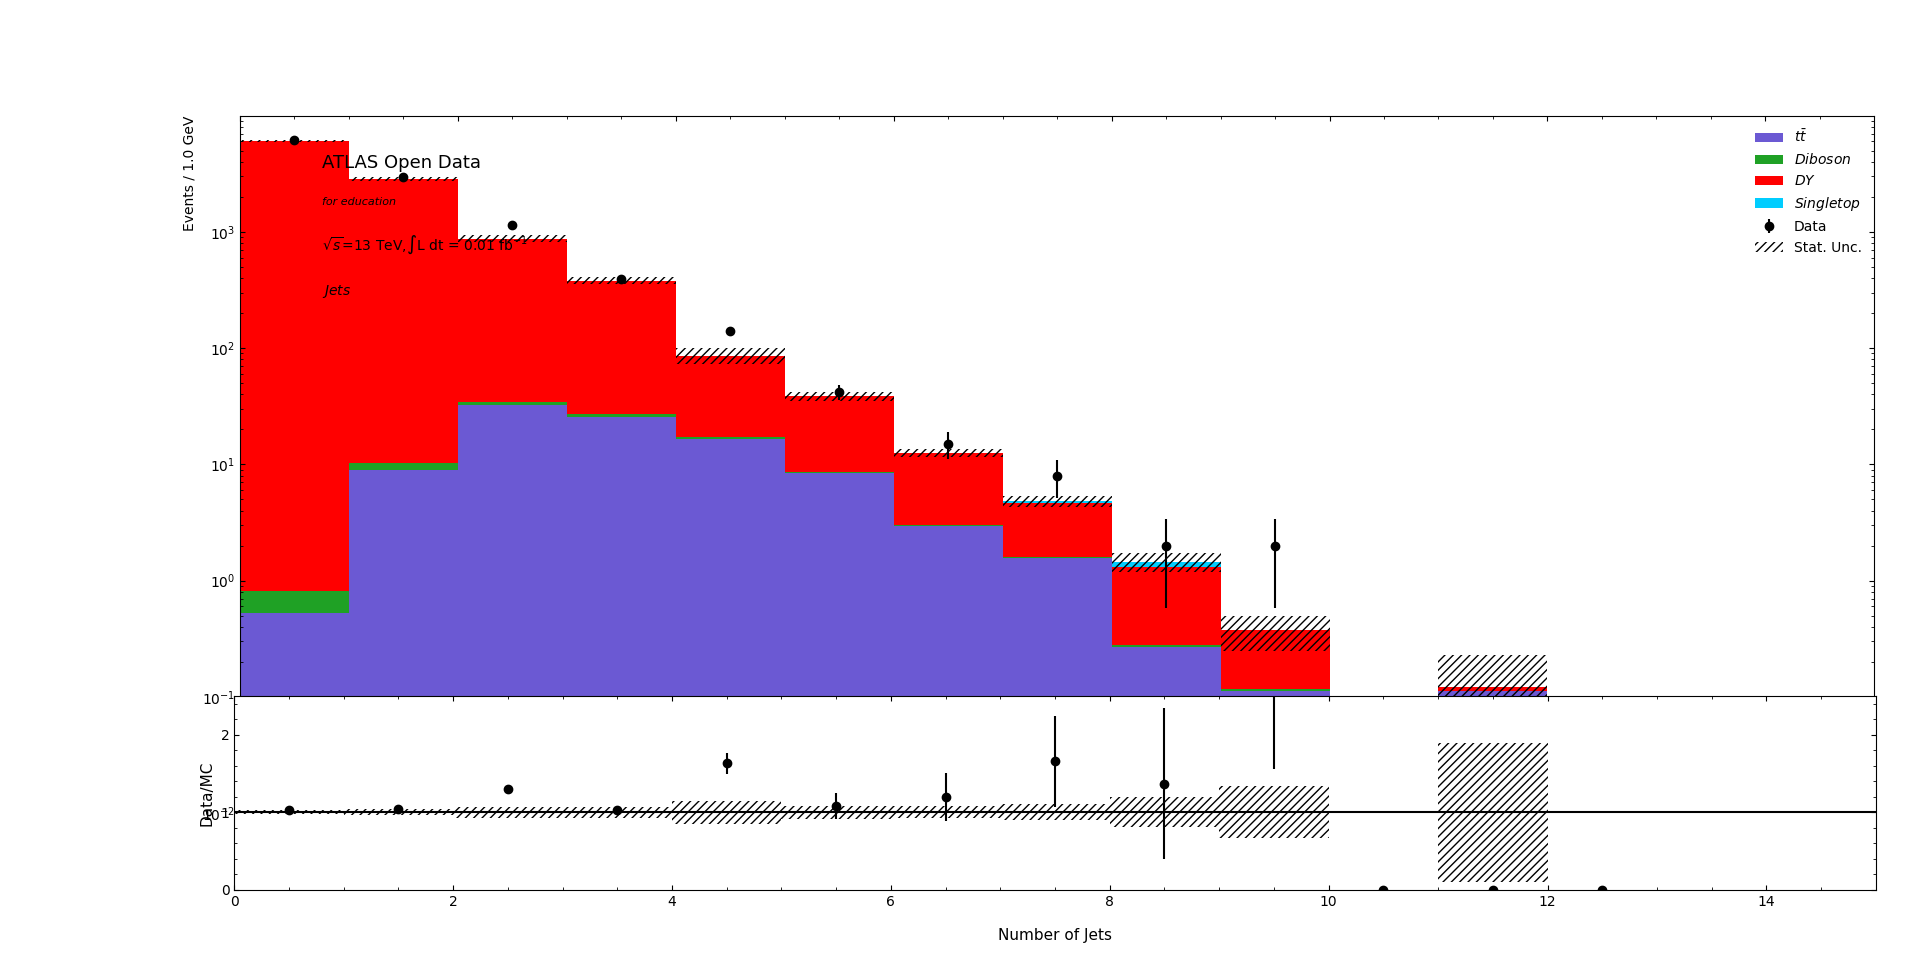 Events / 1.0 GeV
10³
10²
10¹
10⁰
10⁻¹
ATLAS Open Data
for education
√s=13 TeV,∫L dt = 0.01 fb⁻¹
Jets
tt̄
Diboson
DY
Singletop
Data
Stat. Unc.
Data/MC
2
0
0 2 4 6 8 10 12 14
Number of Jets